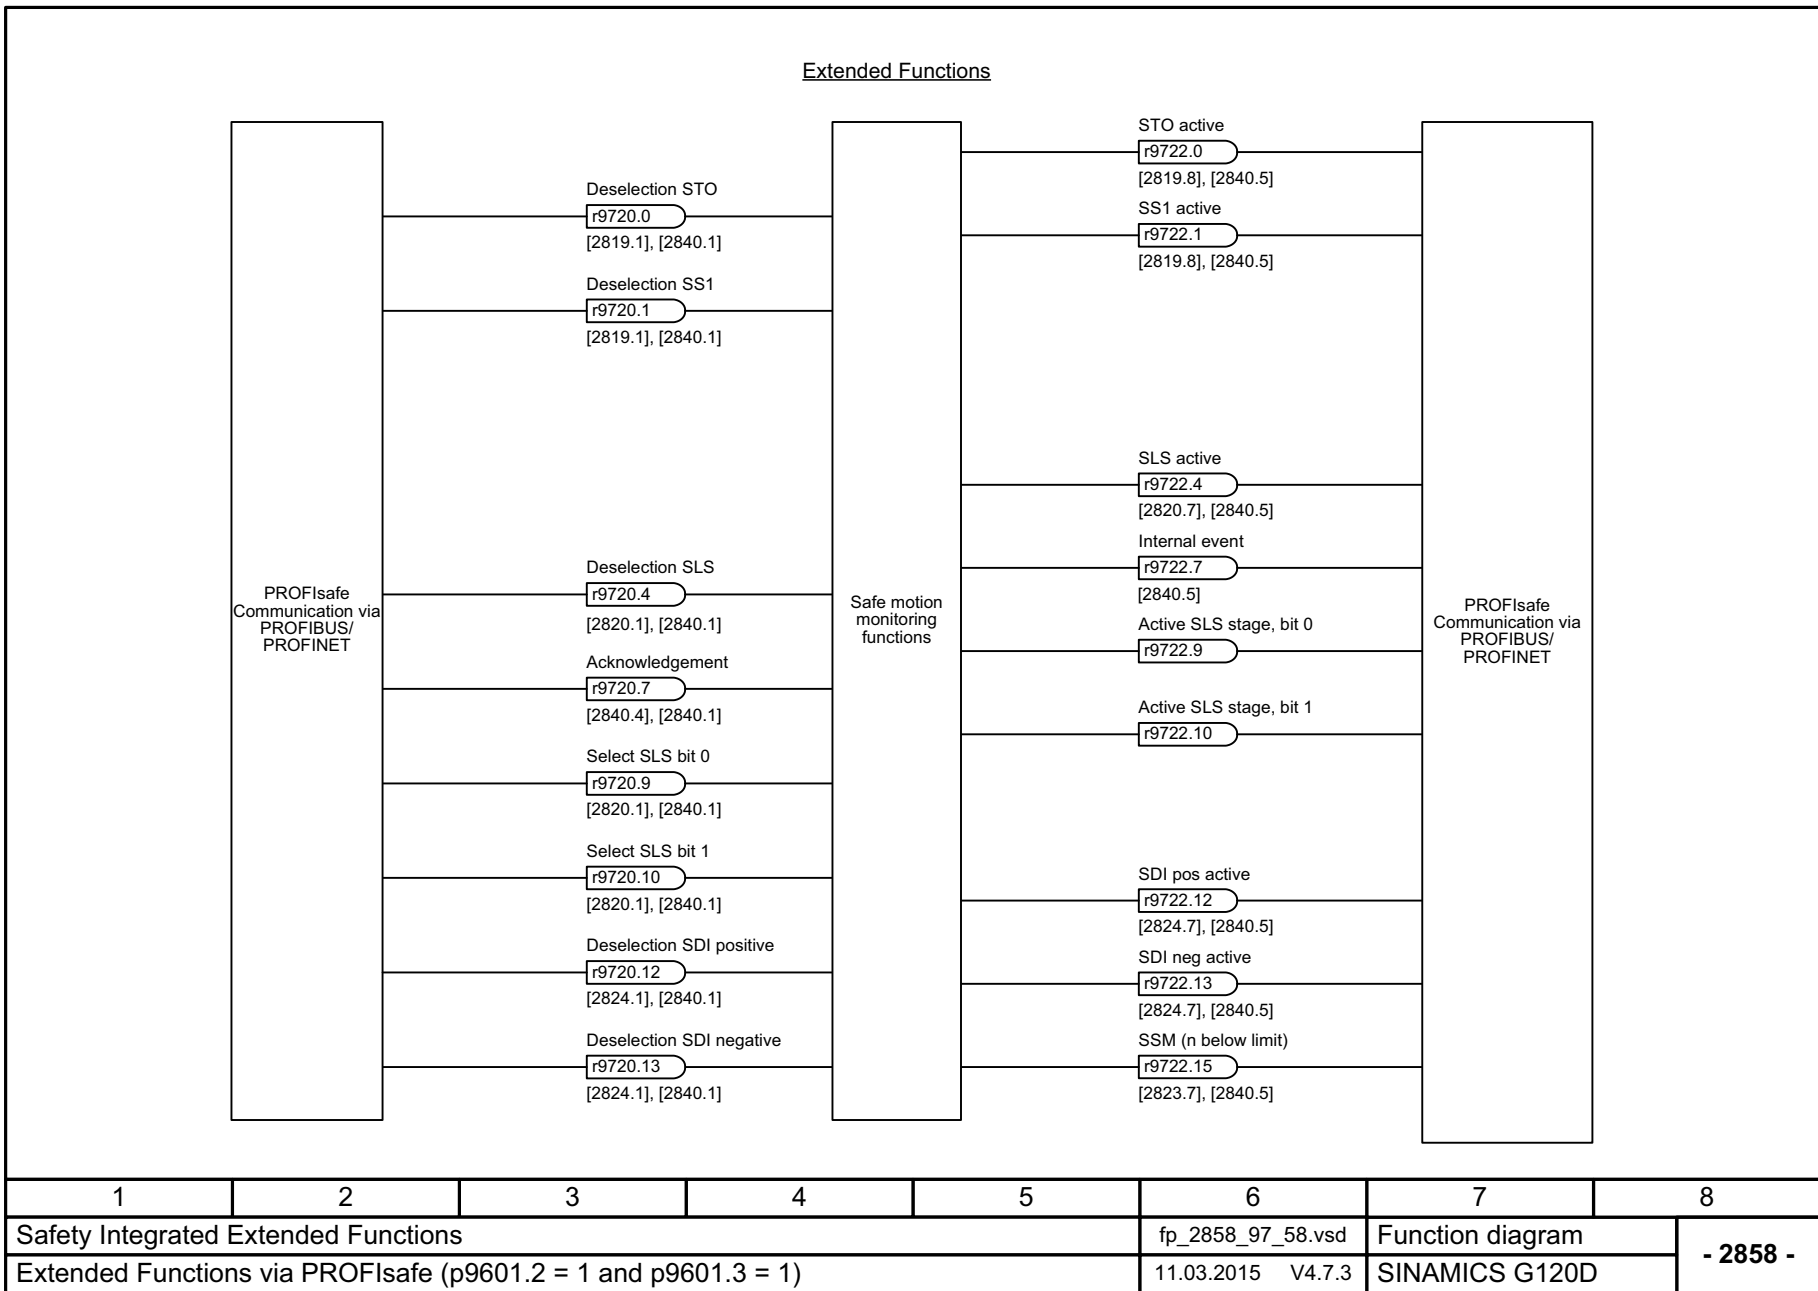 Extended Functions
PROFIsafe
Communication via
PROFIBUS/
PROFINET
Deselection STO
r9720.0
[2819.1], [2840.1]
Deselection SS1
r9720.1
[2819.1], [2840.1]
Deselection SLS
r9720.4
[2820.1], [2840.1]
Acknowledgement
r9720.7
[2840.4], [2840.1]
Select SLS bit 0
r9720.9
[2820.1], [2840.1]
Select SLS bit 1
r9720.10
[2820.1], [2840.1]
Deselection SDI positive
r9720.12
[2824.1], [2840.1]
Deselection SDI negative
r9720.13
[2824.1], [2840.1]
Safe motion
monitoring
functions
STO active
r9722.0
[2819.8], [2840.5]
SS1 active
r9722.1
[2819.8], [2840.5]
SLS active
r9722.4
[2820.7], [2840.5]
Internal event
r9722.7
[2840.5]
Active SLS stage, bit 0
r9722.9
Active SLS stage, bit 1
r9722.10
SDI pos active
r9722.12
[2824.7], [2840.5]
SDI neg active
r9722.13
[2824.7], [2840.5]
SSM (n below limit)
r9722.15
[2823.7], [2840.5]
PROFIsafe
Communication via
PROFIBUS/
PROFINET
1 2 3 4 5 6 7 8
Safety Integrated Extended Functions fp_2858_97_58.vsd Function diagram
- 2858 -
Extended Functions via PROFIsafe (p9601.2 = 1 and p9601.3 = 1) 11.03.2015 V4.7.3 SINAMICS G120D